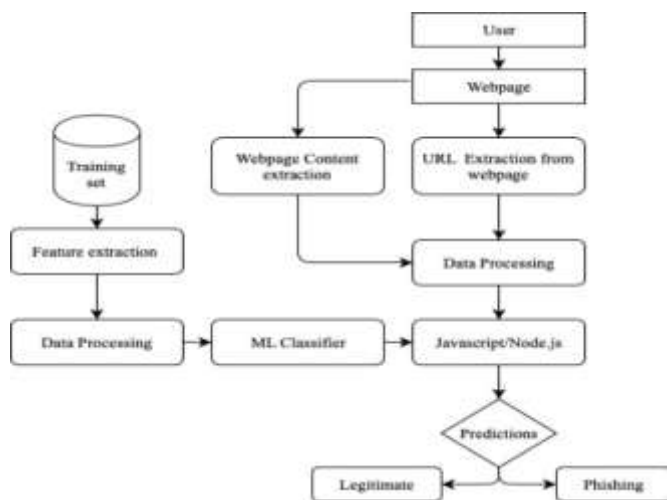 User
Webpage
Webpage Content
extraction
URL Extraction from
webpage
Training
set
Feature extraction
Data Processing
Data Processing
ML Classifier
Javascript/Node.js
Predictions
Legitimate
Phishing